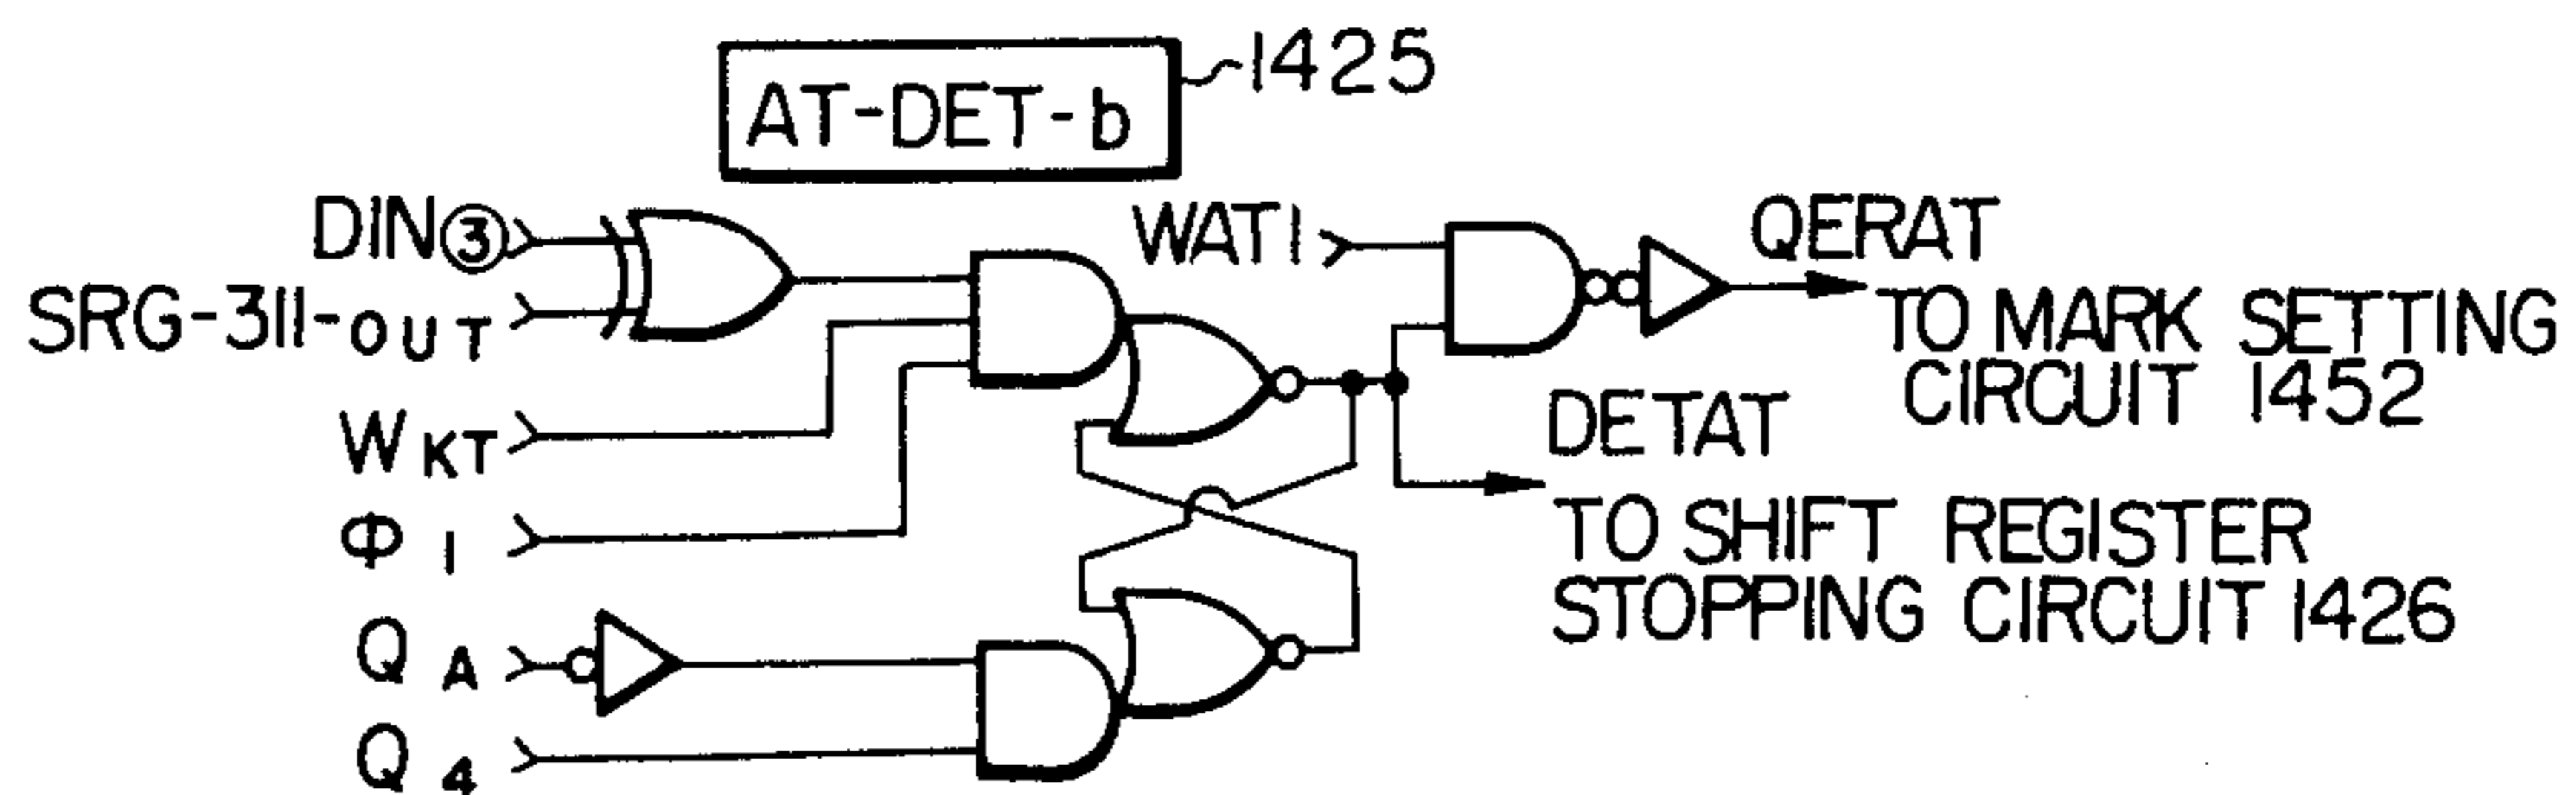 1425
AT-DET-b
DIN③
SRG-311-OUT
WKT
Φ1
QA
Q4
WAT1
QERAT
TO MARK SETTING
CIRCUIT 1452
DETAT
TO SHIFT REGISTER
STOPPING CIRCUIT 1426